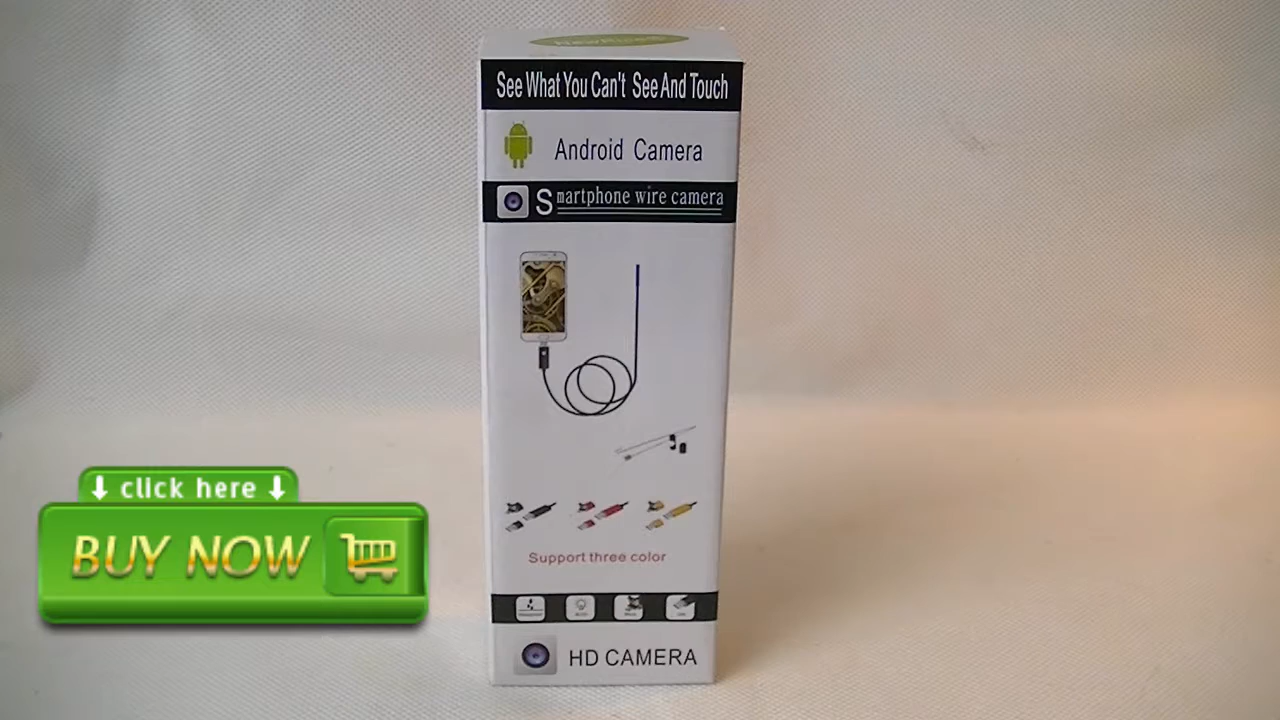 See What You Can't See And Touch
Android Camera
Smartphone wire camera
click here
BUY NOW
Support three color
HD CAMERA